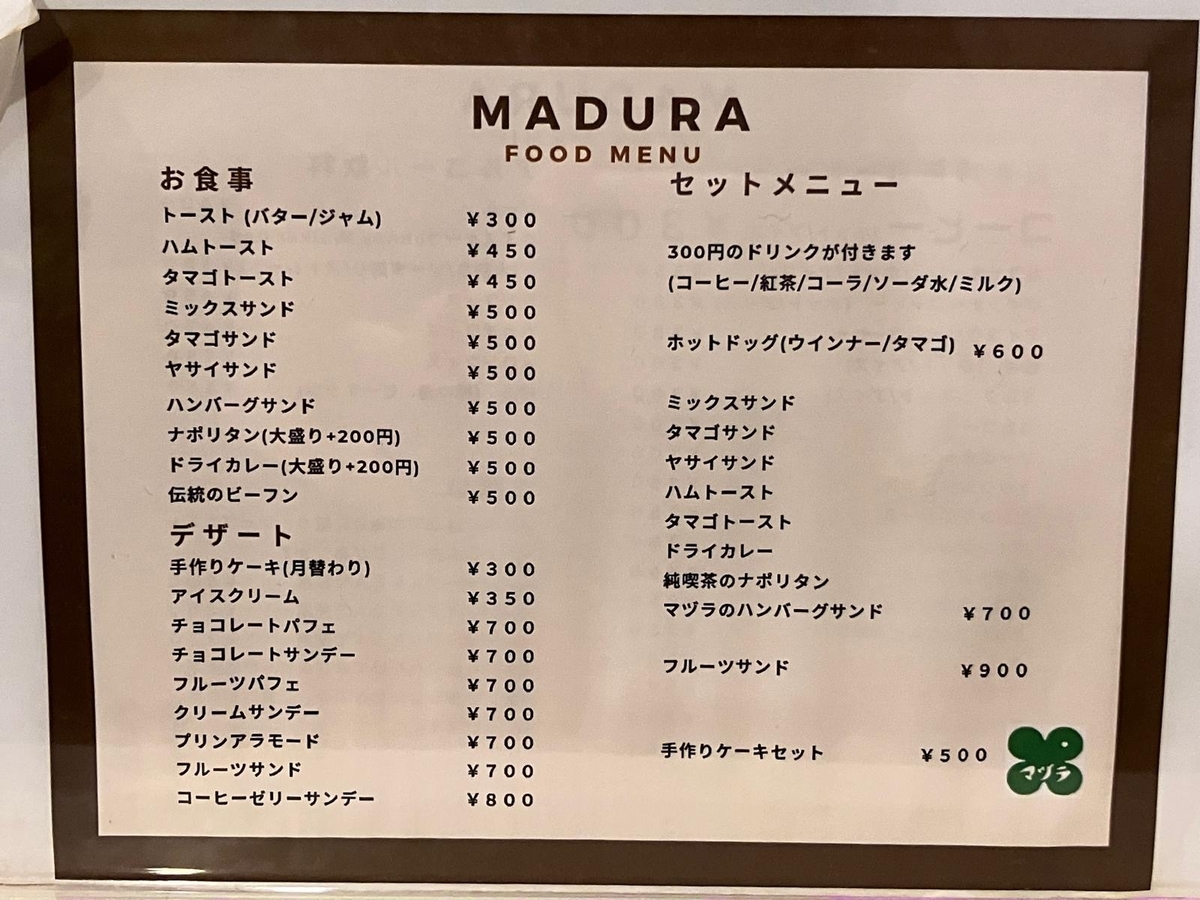 MADURA
FOOD MENU
お食事
トースト (バター/ジャム) ¥300
ハムトースト ¥450
タマゴトースト ¥450
ミックスサンド ¥500
タマゴサンド ¥500
ヤサイサンド ¥500
ハンバーグサンド ¥500
ナポリタン(大盛り+200円) ¥500
ドライカレー(大盛り+200円) ¥500
伝統のビーフン ¥500
デザート
手作りケーキ(月替わり) ¥300
アイスクリーム ¥350
チョコレートパフェ ¥700
チョコレートサンデー ¥700
フルーツパフェ ¥700
クリームサンデー ¥700
プリンアラモード ¥700
フルーツサンド ¥700
コーヒーゼリーサンデー ¥800
セットメニュー
300円のドリンクが付きます
(コーヒー/紅茶/コーラ/ソーダ水/ミルク)
ホットドッグ(ウインナー/タマゴ) ¥600
ミックスサンド
タマゴサンド
ヤサイサンド
ハムトースト
タマゴトースト
ドライカレー
純喫茶のナポリタン
マヅラのハンバーグサンド ¥700
フルーツサンド ¥900
手作りケーキセット ¥500
マヅラ